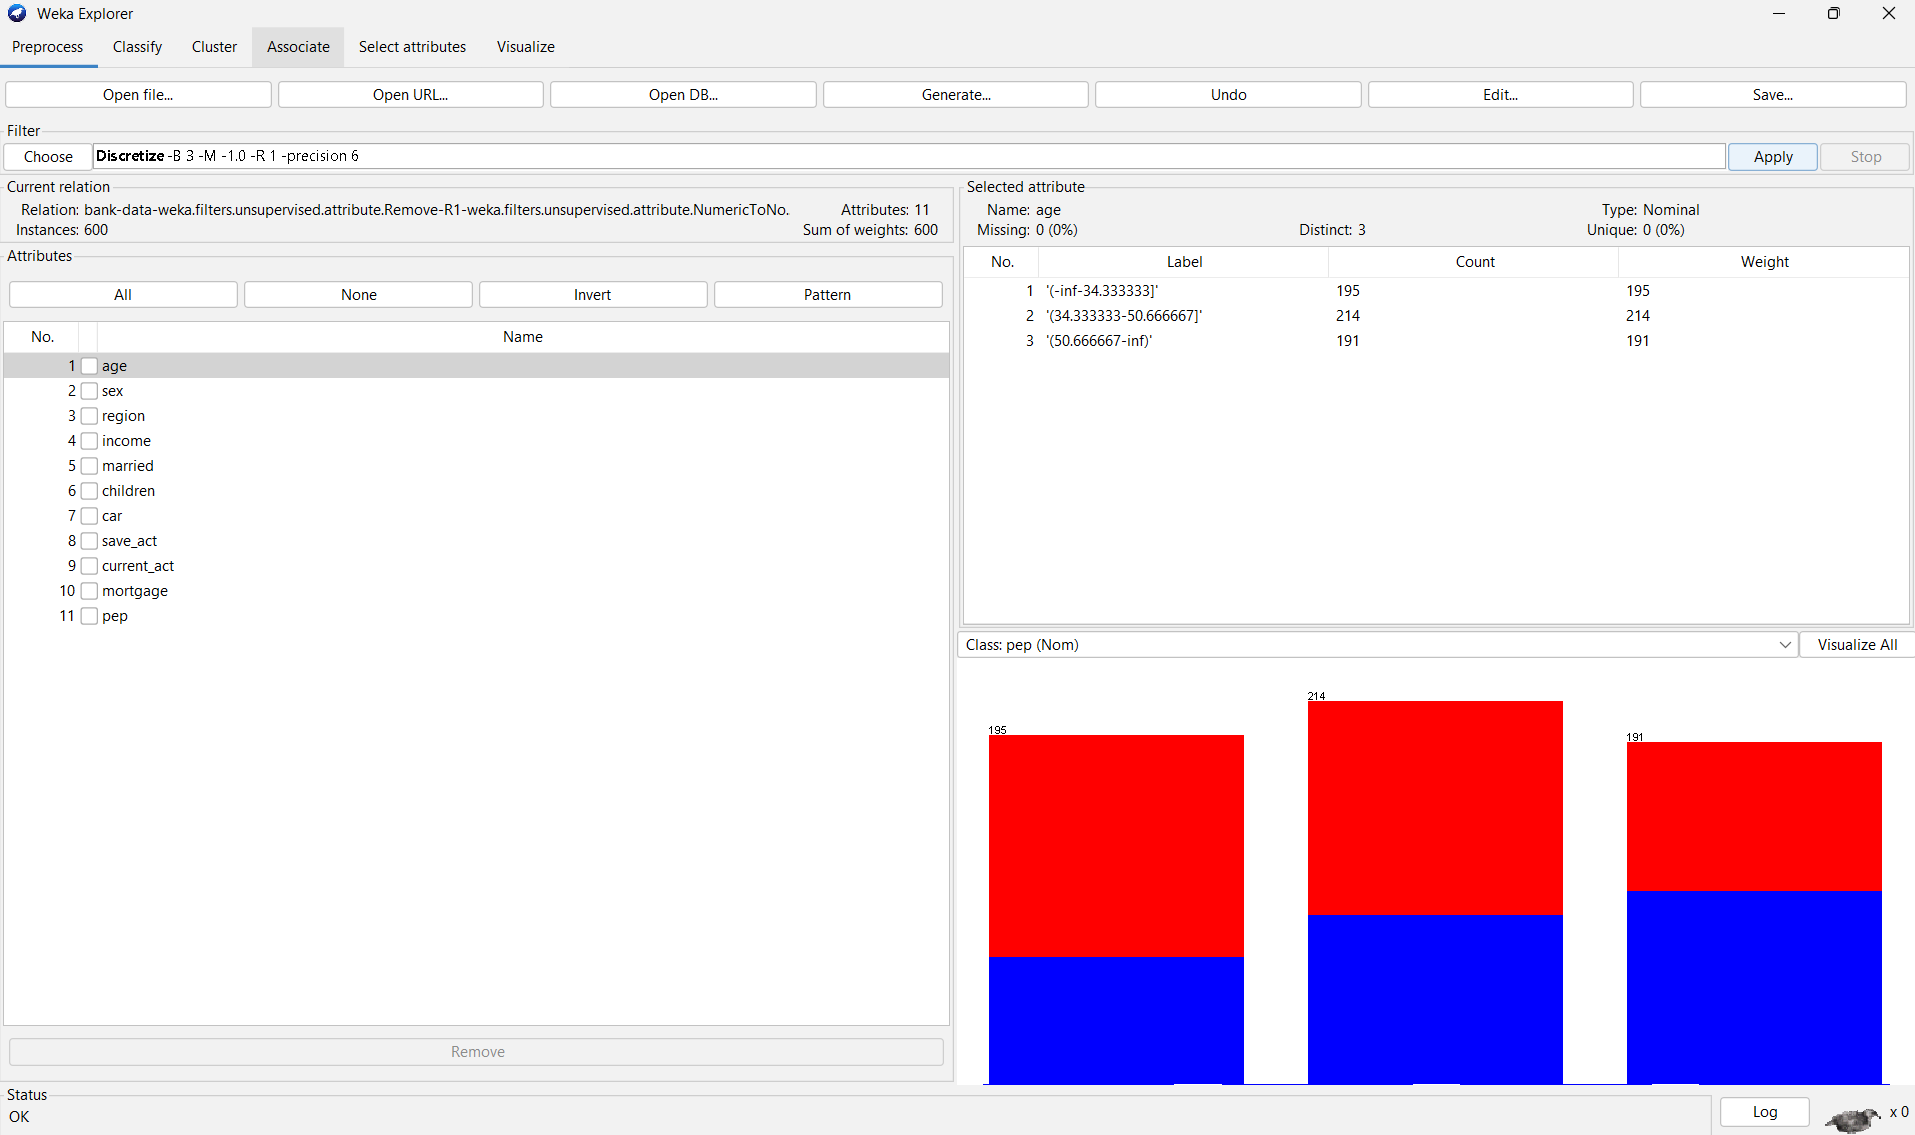 Weka Explorer
Preprocess Classify Cluster Associate Select attributes Visualize
Open file... Open URL... Open DB... Generate... Undo Edit... Save...
Filter
Choose Discretize -B 3 -M -1.0 -R 1 -precision 6 Apply Stop
Current relation
Relation: bank-data-weka.filters.unsupervised.attribute.Remove-R1-weka.filters.unsupervised.attribute.NumericToNo. Attributes: 11
Instances: 600 Sum of weights: 600
Attributes
All None Invert Pattern
No. Name
1 age
2 sex
3 region
4 income
5 married
6 children
7 car
8 save_act
9 current_act
10 mortgage
11 pep
Remove
Selected attribute
Name: age Type: Nominal
Missing: 0 (0%) Distinct: 3 Unique: 0 (0%)
No. Label Count Weight
1 '(-inf-34.333333]' 195 195
2 '(34.333333-50.666667]' 214 214
3 '(50.666667-inf)' 191 191
Class: pep (Nom) Visualize All
195
214
191
Status
OK
Log x 0